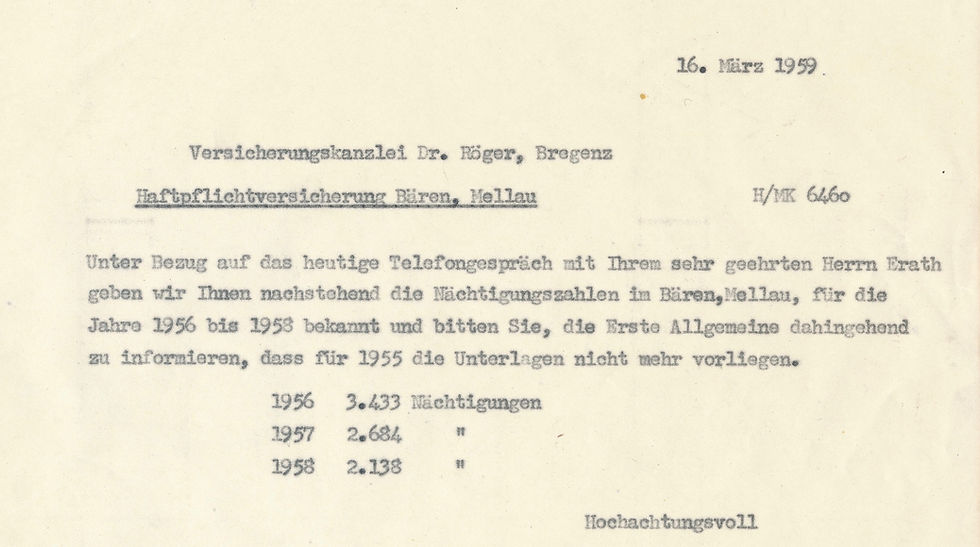 16. März 1959
Versicherungskanzlei Dr. Röger, Bregenz
Haftpflichtversicherung Bären, Mellau H/MK 6460
Unter Bezug auf das heutige Telefongespräch mit Ihrem sehr geehrten Herrn Erath
geben wir Ihnen nachstehend die Nächtigungszahlen im Bären,Mellau, für die
Jahre 1956 bis 1958 bekannt und bitten Sie, die Erste Allgemeine dahingehend
zu informieren, dass für 1955 die Unterlagen nicht mehr vorliegen.
1956 3.433 Nächtigungen
1957 2.684 "
1958 2.138 "
Hochachtungsvoll